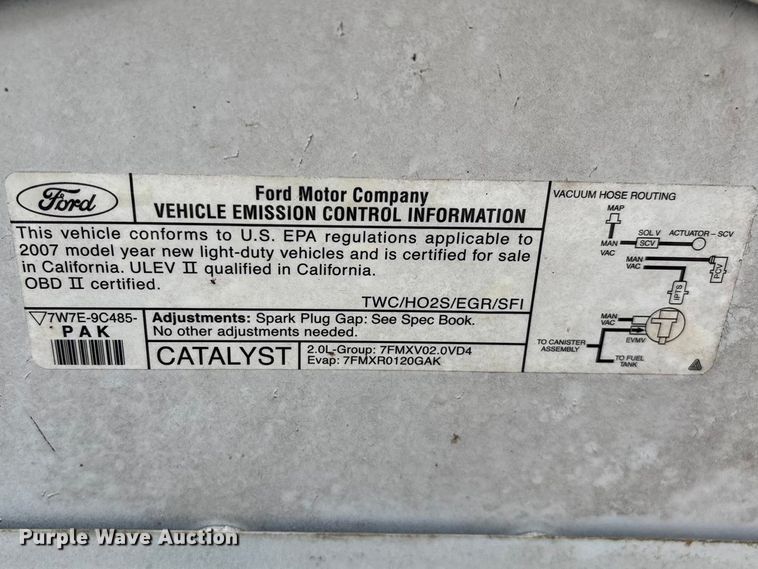 Ford
Ford Motor Company
VEHICLE EMISSION CONTROL INFORMATION
This vehicle conforms to U.S. EPA regulations applicable to
2007 model year new light-duty vehicles and is certified for sale
in California. ULEV II qualified in California.
OBD II certified.
TWC/HO2S/EGR/SFI
7W7E-9C485-
PAK
Adjustments: Spark Plug Gap: See Spec Book.
No other adjustments needed.
CATALYST
2.0L-Group: 7FMXV02.0VD4
Evap: 7FMXR0120GAK
VACUUM HOSE ROUTING
MAP
SOL V ACTUATOR-SCV
MAN
VAC
SCV
MAN
VAC
PCV
IPTS
MAN
VAC
EVMV
TO CANISTER
ASSEMBLY
TO FUEL
TANK
Purple Wave Auction